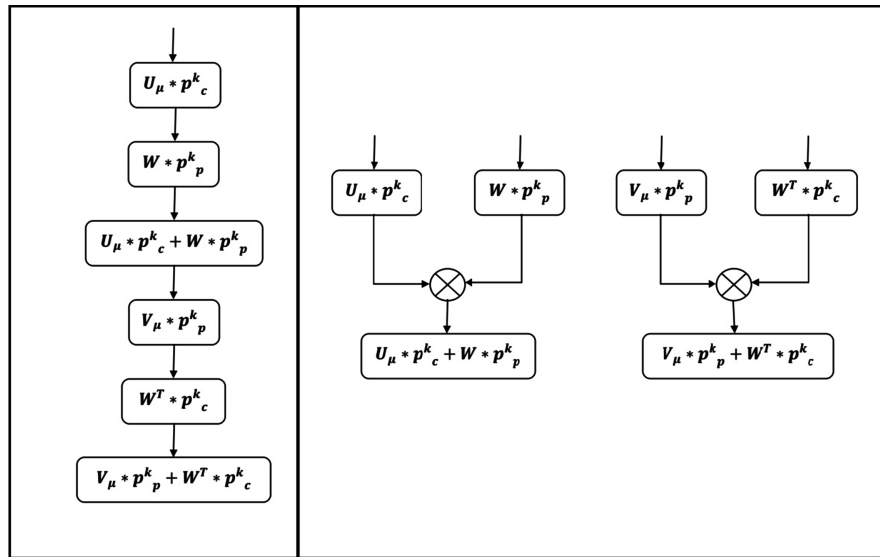 U_μ * p^k_c
W * p^k_p
U_μ * p^k_c + W * p^k_p
V_μ * p^k_p
W^T * p^k_c
V_μ * p^k_p + W^T * p^k_c
U_μ * p^k_c W * p^k_p V_μ * p^k_p W^T * p^k_c
U_μ * p^k_c + W * p^k_p V_μ * p^k_p + W^T * p^k_c